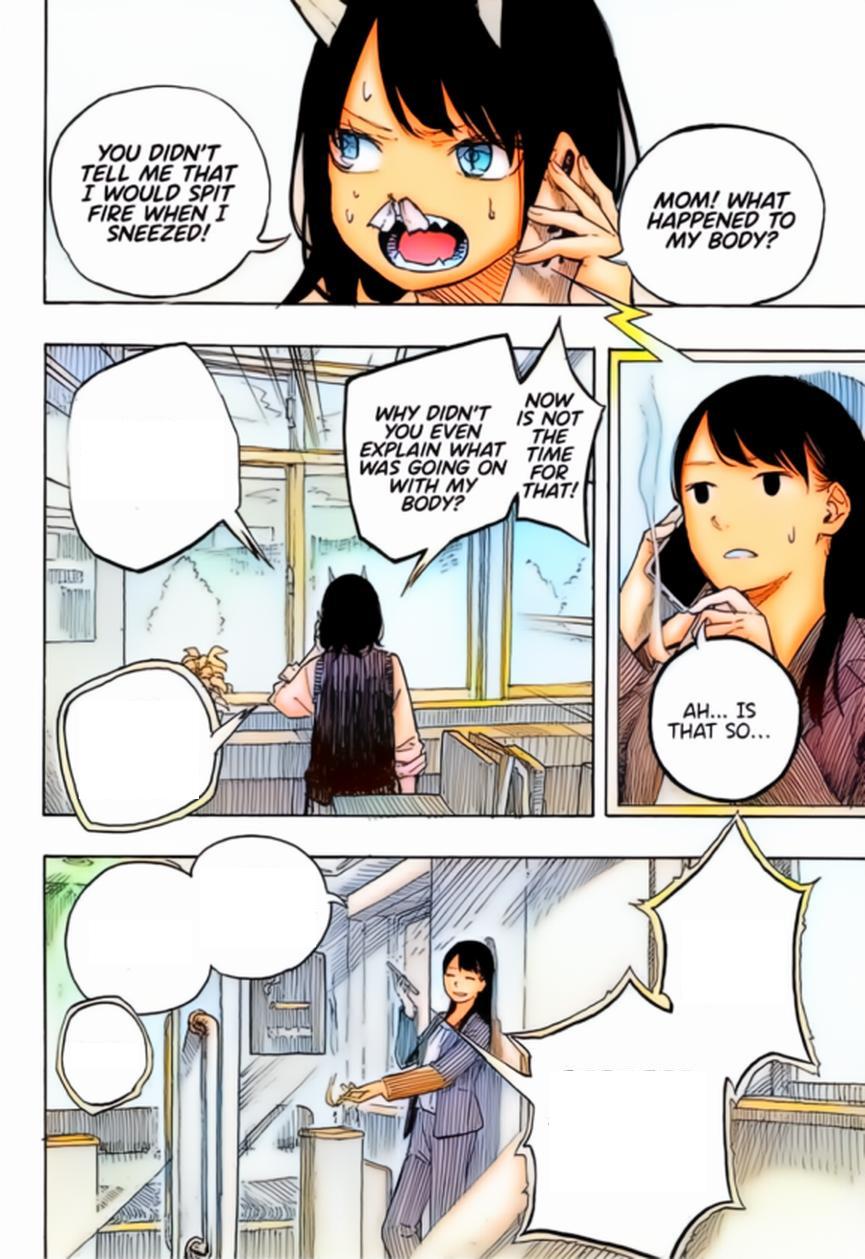 MOM! WHAT
HAPPENED TO
MY BODY?
YOU DIDN'T
TELL ME THAT
I WOULD SPIT
FIRE WHEN I
SNEEZED!
AH... IS
THAT SO...
NOW
IS NOT
THE
TIME
FOR
THAT!
WHY DIDN'T
YOU EVEN
EXPLAIN WHAT
WAS GOING ON
WITH MY
BODY?